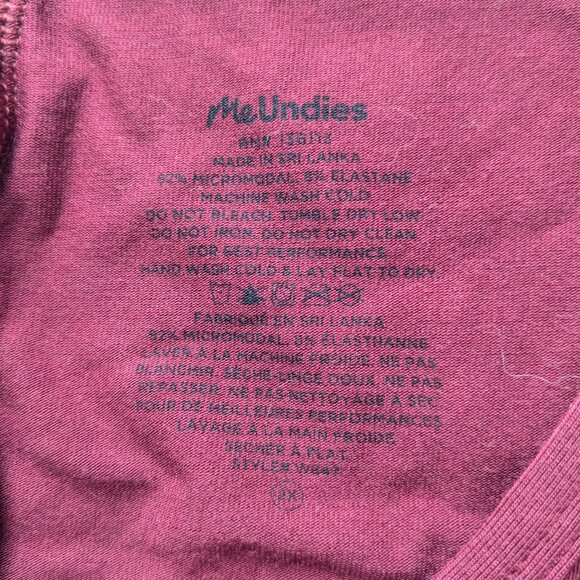 MeUndies
RN# 136113
MADE IN SRI LANKA
92% MICROMODAL. 8% ELASTANE
MACHINE WASH COLD
DO NOT BLEACH. TUMBLE DRY LOW.
DO NOT IRON. DO NOT DRY CLEAN.
FOR BEST PERFORMANCE
HAND WASH COLD & LAY FLAT TO DRY.
FABRIQUÉ EN SRI LANKA
92% MICROMODAL. 8% ÉLASTHANNE
LAVER À LA MACHINE FROIDE. NE PAS
BLANCHIR. SÈCHE-LINGE DOUX. NE PAS
REPASSER. NE PAS NETTOYAGE À SEC.
POUR DE MEILLEURES PERFORMANCES
LAVAGE À LA MAIN FROIDE
SÉCHER À PLAT.
STYLE#